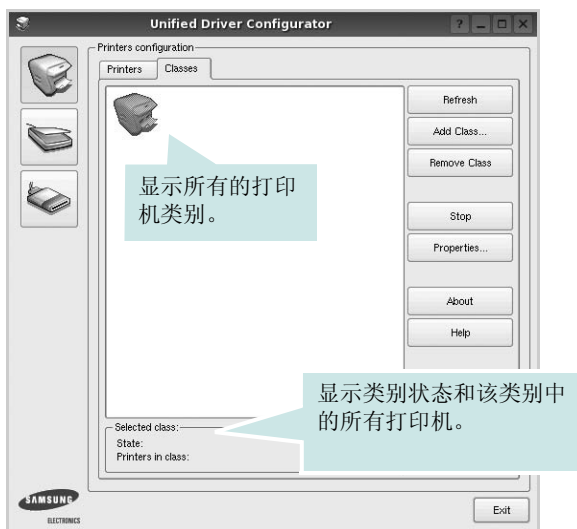 Unified Driver Configurator
Printers configuration
Printers
Classes
显示所有的打印
机类别。
Refresh
Add Class...
Remove Class
Stop
Properties...
About
Help
显示类别状态和该类别中
的所有打印机。
Selected class:
State:
Printers in class:
SAMSUNG
ELECTRONICS
Exit